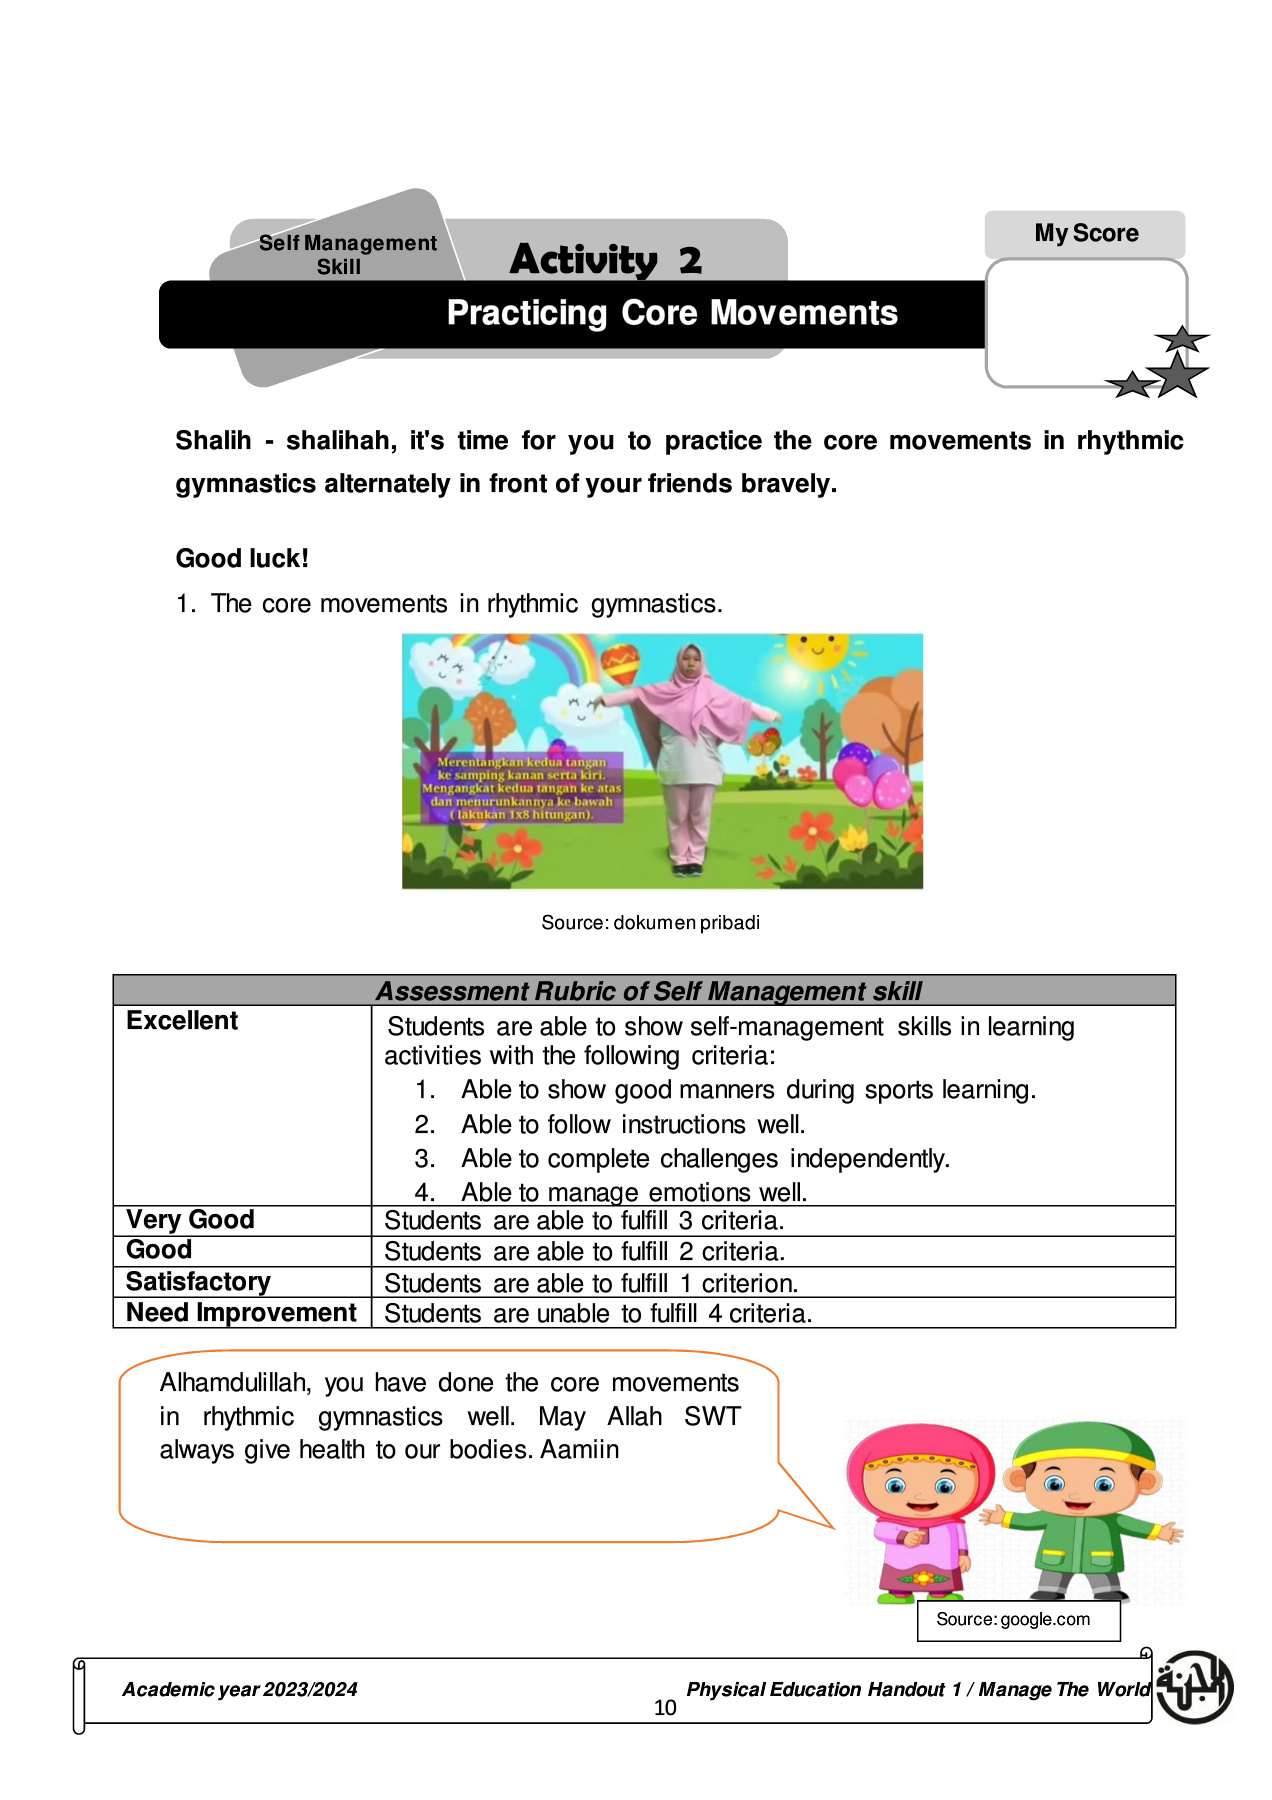 Self Management
Skill
Activity 2
My Score
Practicing Core Movements
Shalih - shalihah, it's time for you to practice the core movements in rhythmic
gymnastics alternately in front of your friends bravely.
Good luck!
1. The core movements in rhythmic gymnastics.
Merentangkan kedua tangan
ke samping kanan serta kiri.
Mengangkat kedua tangan ke atas
dan menurunkannya ke bawah
( lakukan 1x8 hitungan).
Source: dokumen pribadi
Assessment Rubric of Self Management skill
Excellent
Students are able to show self-management skills in learning
activities with the following criteria:
1. Able to show good manners during sports learning.
2. Able to follow instructions well.
3. Able to complete challenges independently.
4. Able to manage emotions well.
Very Good
Students are able to fulfill 3 criteria.
Good
Students are able to fulfill 2 criteria.
Satisfactory
Students are able to fulfill 1 criterion.
Need Improvement
Students are unable to fulfill 4 criteria.
Alhamdulillah, you have done the core movements
in rhythmic gymnastics well. May Allah SWT
always give health to our bodies. Aamiin
Source: google.com
Academic year 2023/2024
Physical Education Handout 1 / Manage The World
10